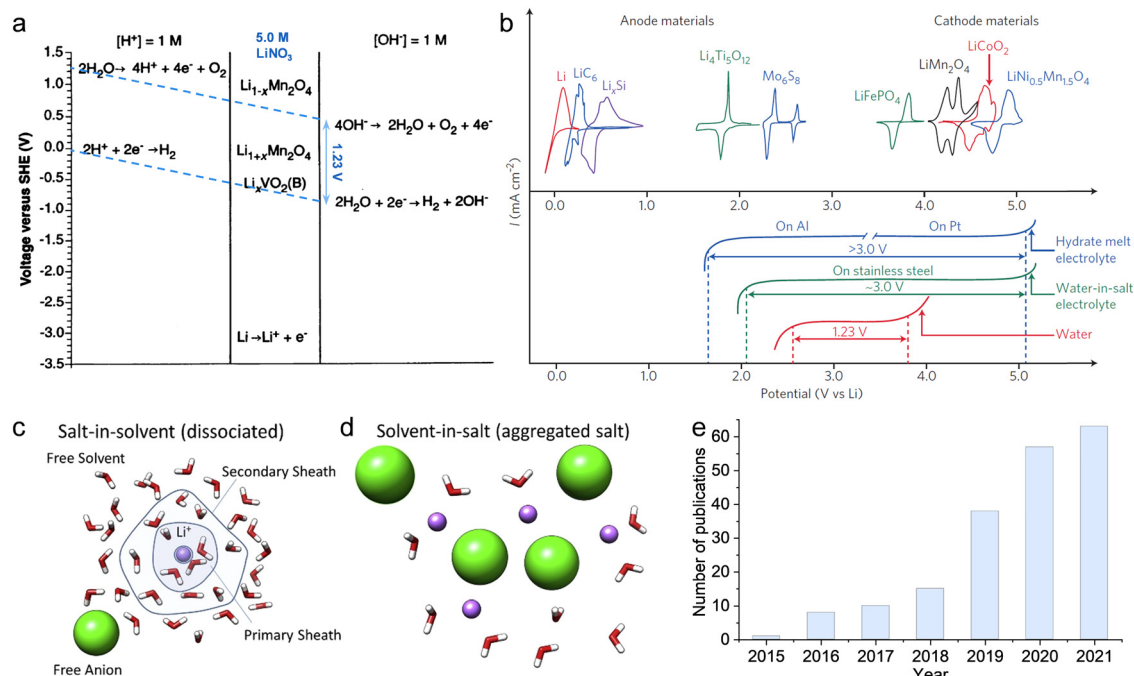 a
[H⁺] = 1 M
5.0 M
LiNO₃
[OH⁻] = 1 M
Voltage versus SHE (V)
1.5
1.0
0.5
0.0
-0.5
-1.0
-1.5
-2.0
-2.5
-3.0
-3.5
2H₂O→ 4H⁺ + 4e⁻ + O₂
Li₁₋ₓMn₂O₄
4OH⁻→ 2H₂O + O₂ + 4e⁻
2H⁺ + 2e⁻ →H₂
Li₁₊ₓMn₂O₄
1.23 V
LiₓVO₂(B)
2H₂O + 2e⁻→H₂ + 2OH⁻
Li→Li⁺ + e⁻
b
Anode materials
Cathode materials
I (mA cm⁻²)
Li
LiC₆
LiₓSi
Li₄Ti₅O₁₂
Mo₆S₈
LiFePO₄
LiMn₂O₄
LiCoO₂
LiNi₀.₅Mn₁.₅O₄
0.0 1.0 2.0 3.0 4.0 5.0
On Al
On Pt
>3.0 V
Hydrate melt
electrolyte
On stainless steel
~3.0 V
Water-in-salt
electrolyte
1.23 V
Water
0.0 1.0 2.0 3.0 4.0 5.0
Potential (V vs Li)
c
Salt-in-solvent (dissociated)
Free Solvent
Secondary Sheath
Li⁺
Primary Sheath
Free Anion
d
Solvent-in-salt (aggregated salt)
e
Number of publications
60
50
40
30
20
10
0
2015 2016 2017 2018 2019 2020 2021
Year